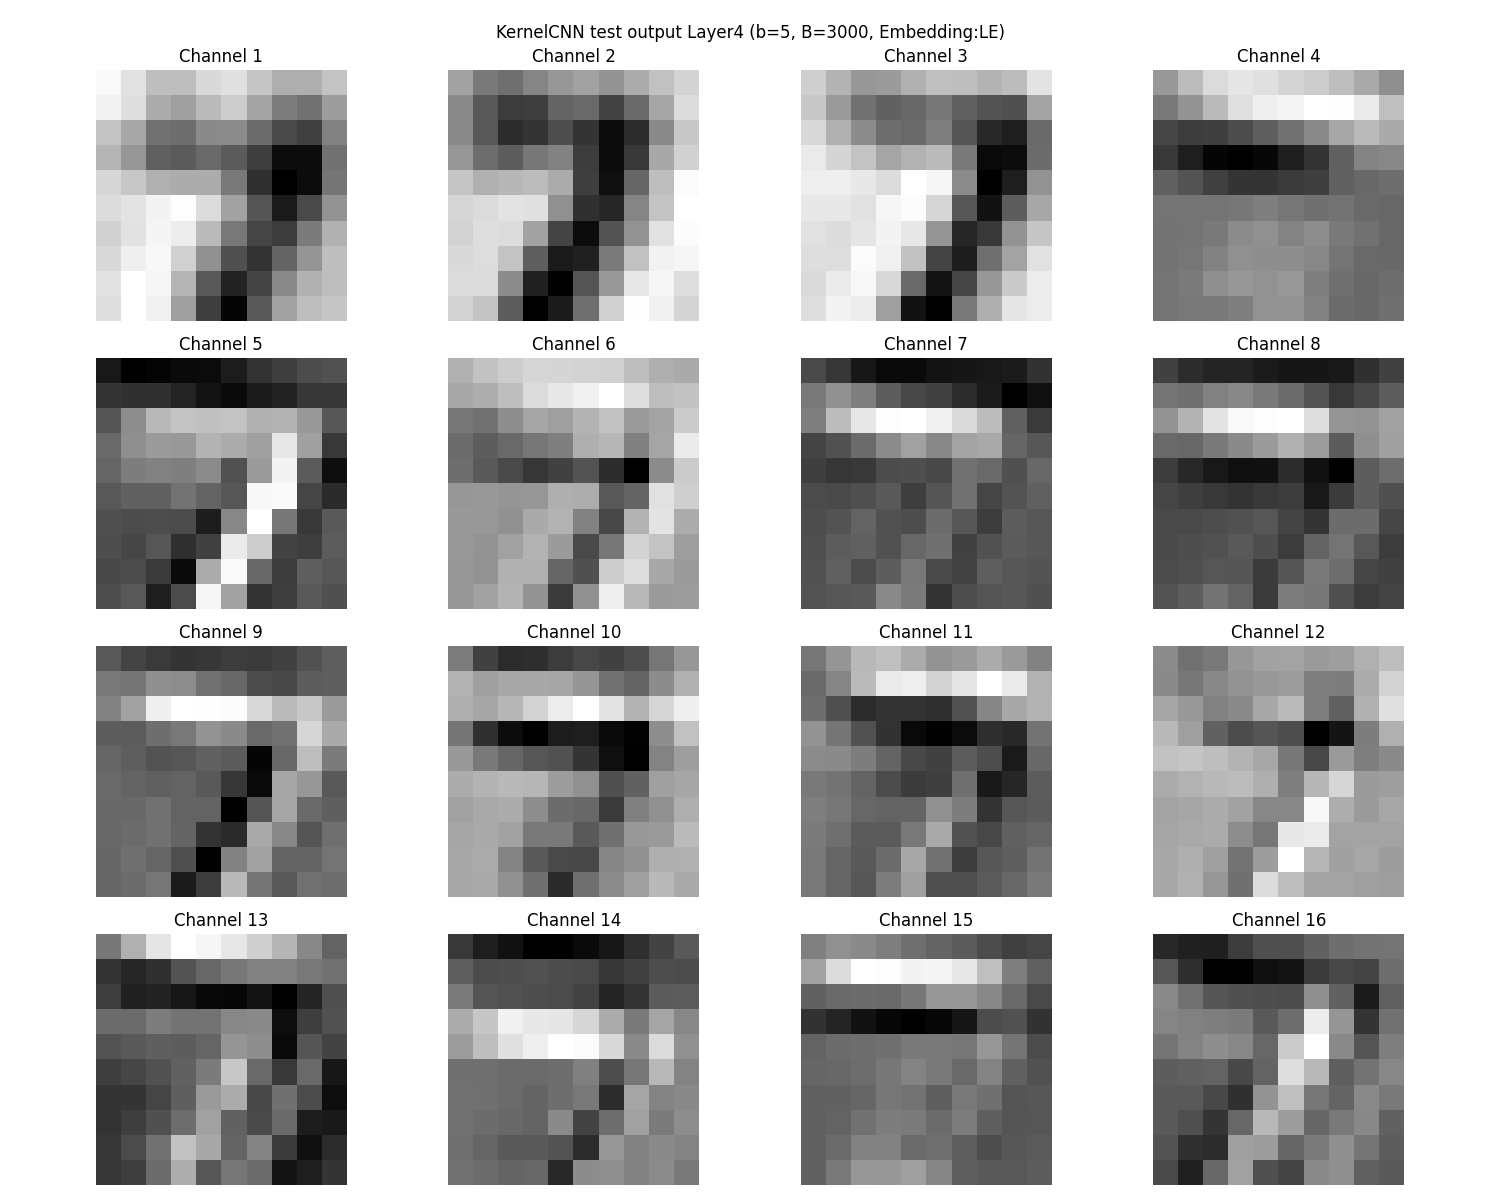 KernelCNN test output Layer4 (b=5, B=3000, Embedding:LE)
Channel 1
Channel 2
Channel 3
Channel 4
Channel 5
Channel 6
Channel 7
Channel 8
Channel 9
Channel 10
Channel 11
Channel 12
Channel 13
Channel 14
Channel 15
Channel 16